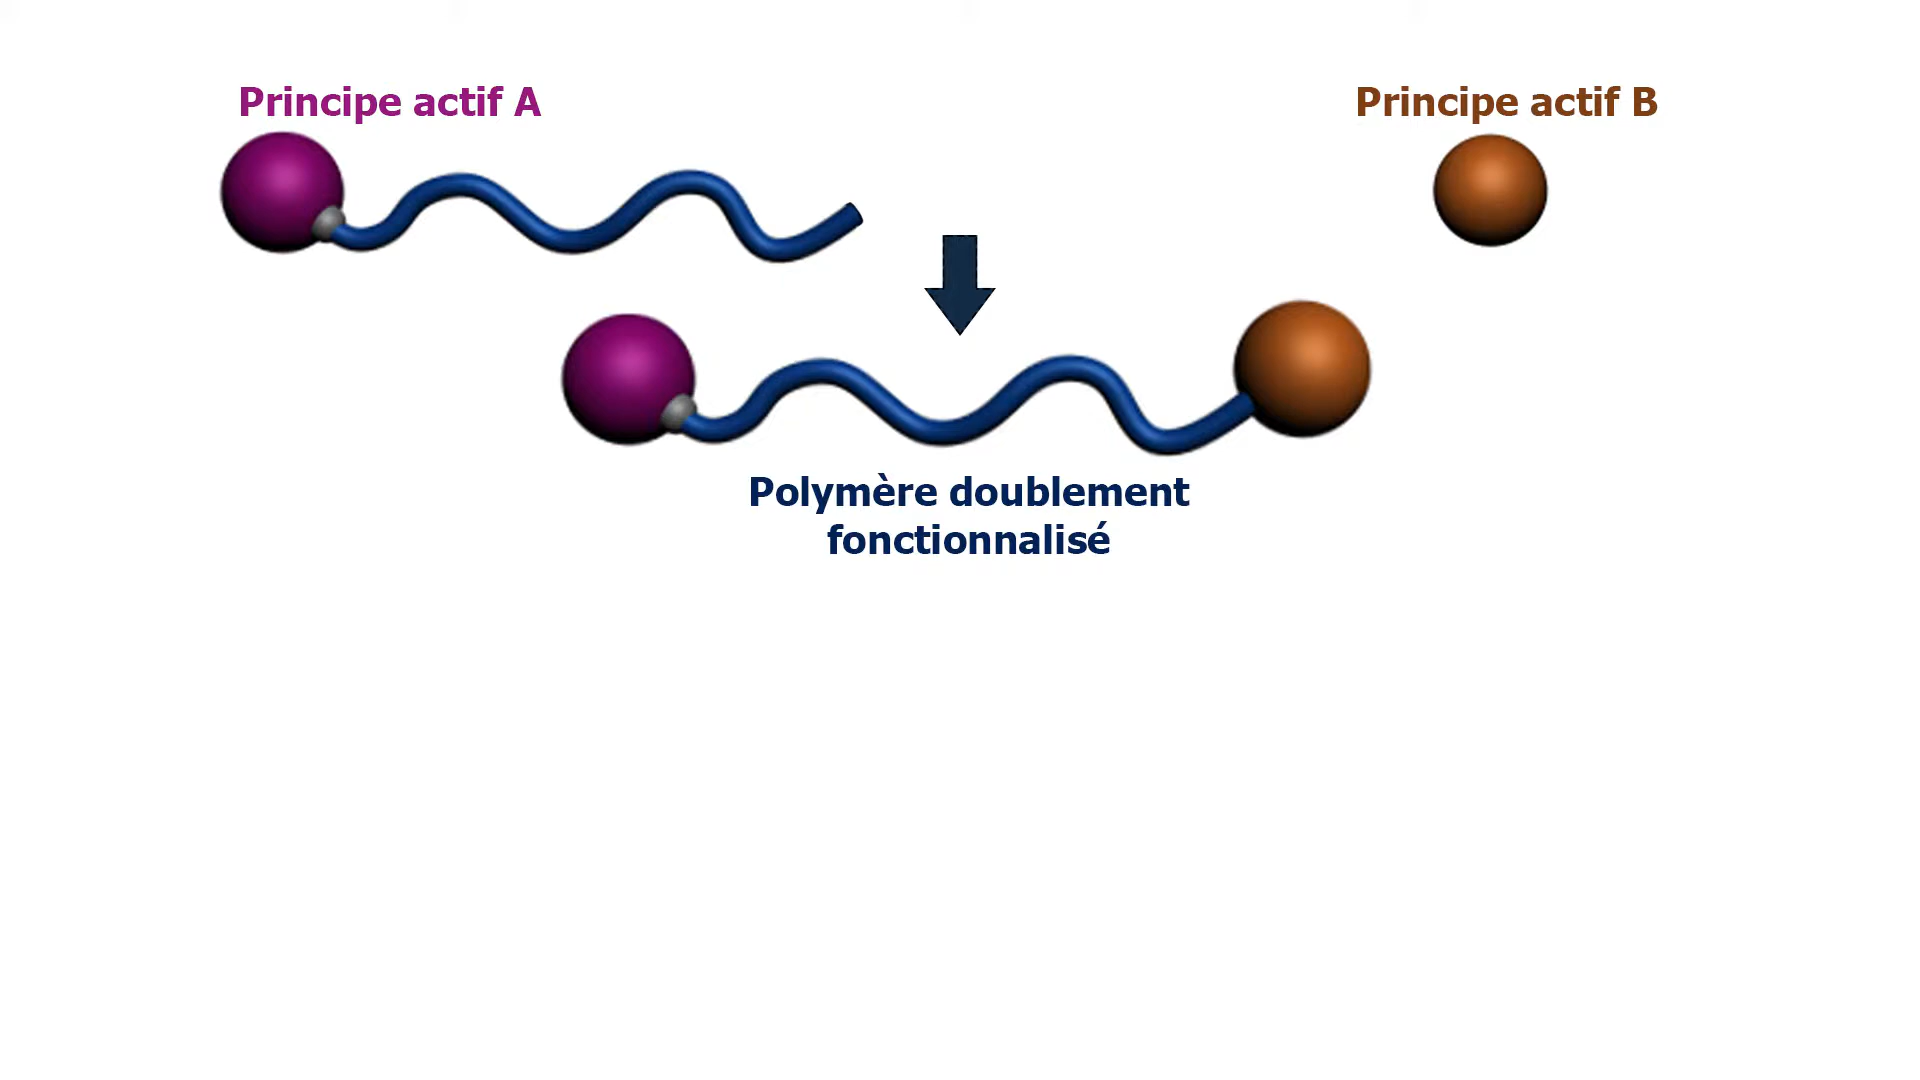 Principe actif A
Principe actif B
Polymère doublement
fonctionnalisé